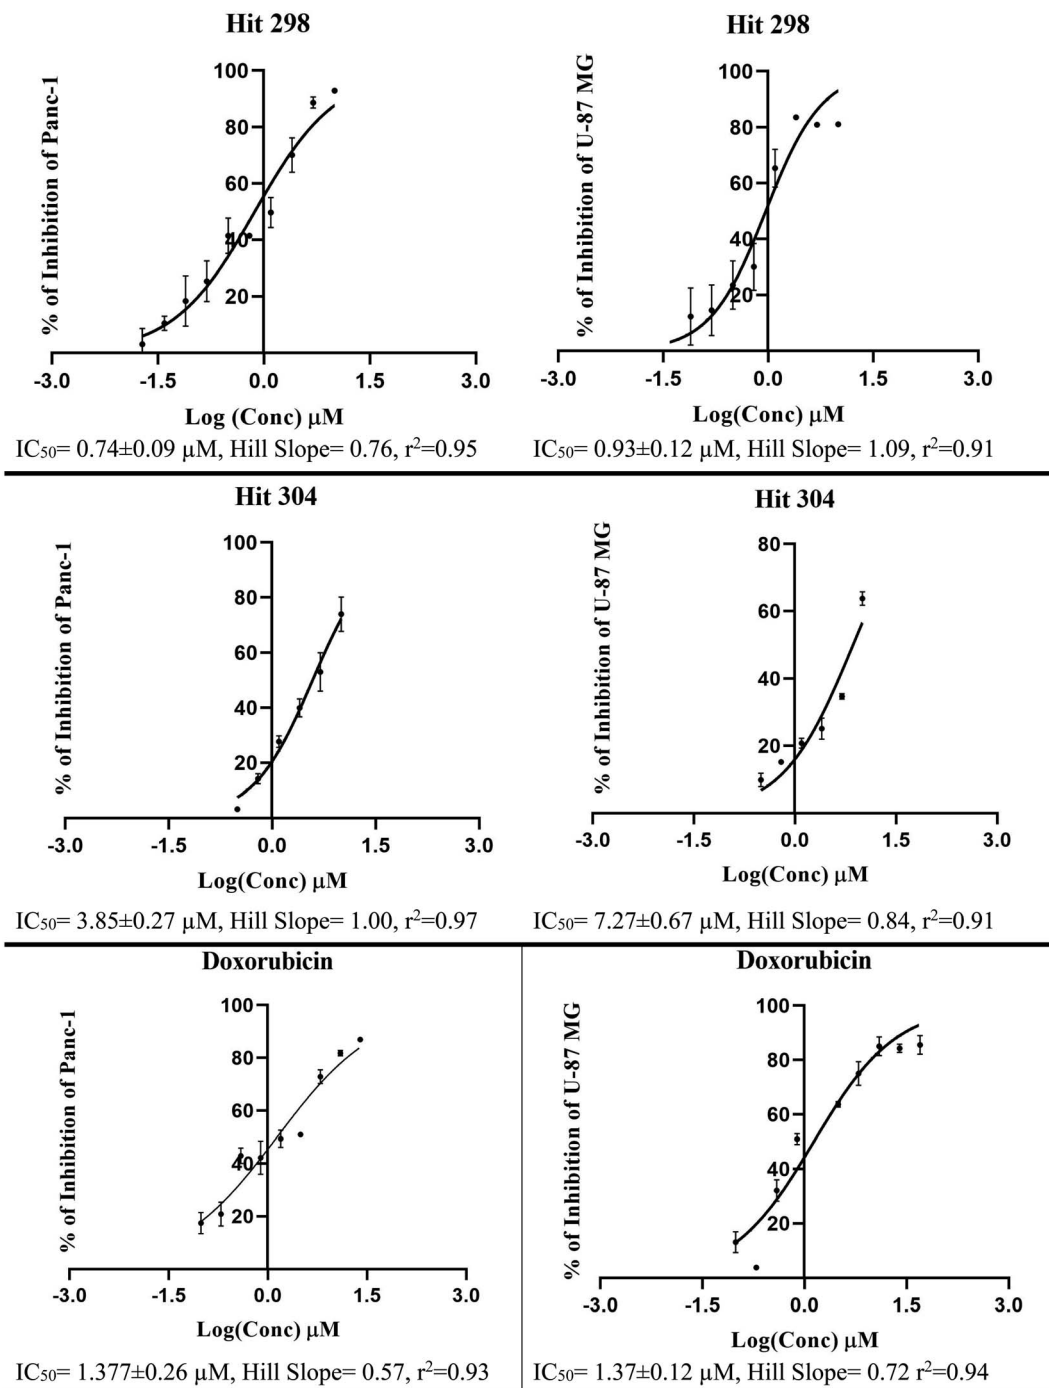 Hit 298
% of Inhibition of Panc-1
100
80
60
40
20
-3.0 -1.5 0.0 1.5 3.0
Log (Conc) µM
IC₅₀= 0.74±0.09 µM, Hill Slope= 0.76, r²=0.95
Hit 298
% of Inhibition of U-87 MG
100
80
60
40
20
-3.0 -1.5 0.0 1.5 3.0
Log (Conc) µM
IC₅₀= 0.93±0.12 µM, Hill Slope= 1.09, r²=0.91
Hit 304
% of Inhibition of Panc-1
100
80
60
40
20
-3.0 -1.5 0.0 1.5 3.0
Log(Conc) µM
IC₅₀= 3.85±0.27 µM, Hill Slope= 1.00, r²=0.97
Hit 304
% of Inhibition of U-87 MG
80
60
40
20
-3.0 -1.5 0.0 1.5 3.0
Log(Conc) µM
IC₅₀= 7.27±0.67 µM, Hill Slope= 0.84, r²=0.91
Doxorubicin
% of Inhibition of Panc-1
100
80
60
40
20
-3.0 -1.5 0.0 1.5 3.0
Log(Conc) µM
IC₅₀= 1.377±0.26 µM, Hill Slope= 0.57, r²=0.93
Doxorubicin
% of Inhibition of U-87 MG
100
80
60
40
20
-3.0 -1.5 0.0 1.5 3.0
Log(Conc) µM
IC₅₀= 1.37±0.12 µM, Hill Slope= 0.72 r²=0.94